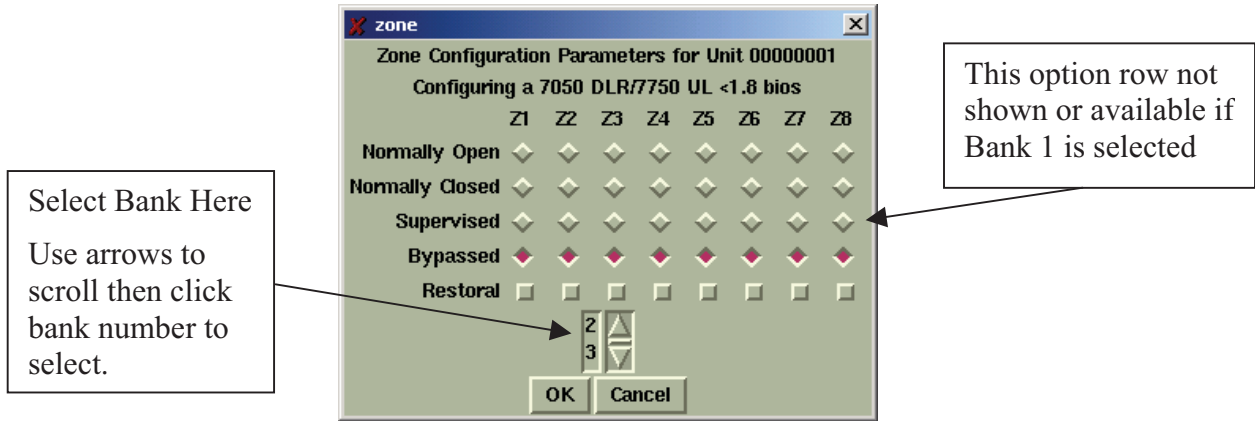 zone
Zone Configuration Parameters for Unit 00000001
Configuring a 7050 DLR/7750 UL <1.8 bios
Z1 Z2 Z3 Z4 Z5 Z6 Z7 Z8
Normally Open
Normally Closed
Supervised
Bypassed
Restoral
2
3
OK Cancel
Select Bank Here
Use arrows to
scroll then click
bank number to
select.
This option row not
shown or available if
Bank 1 is selected